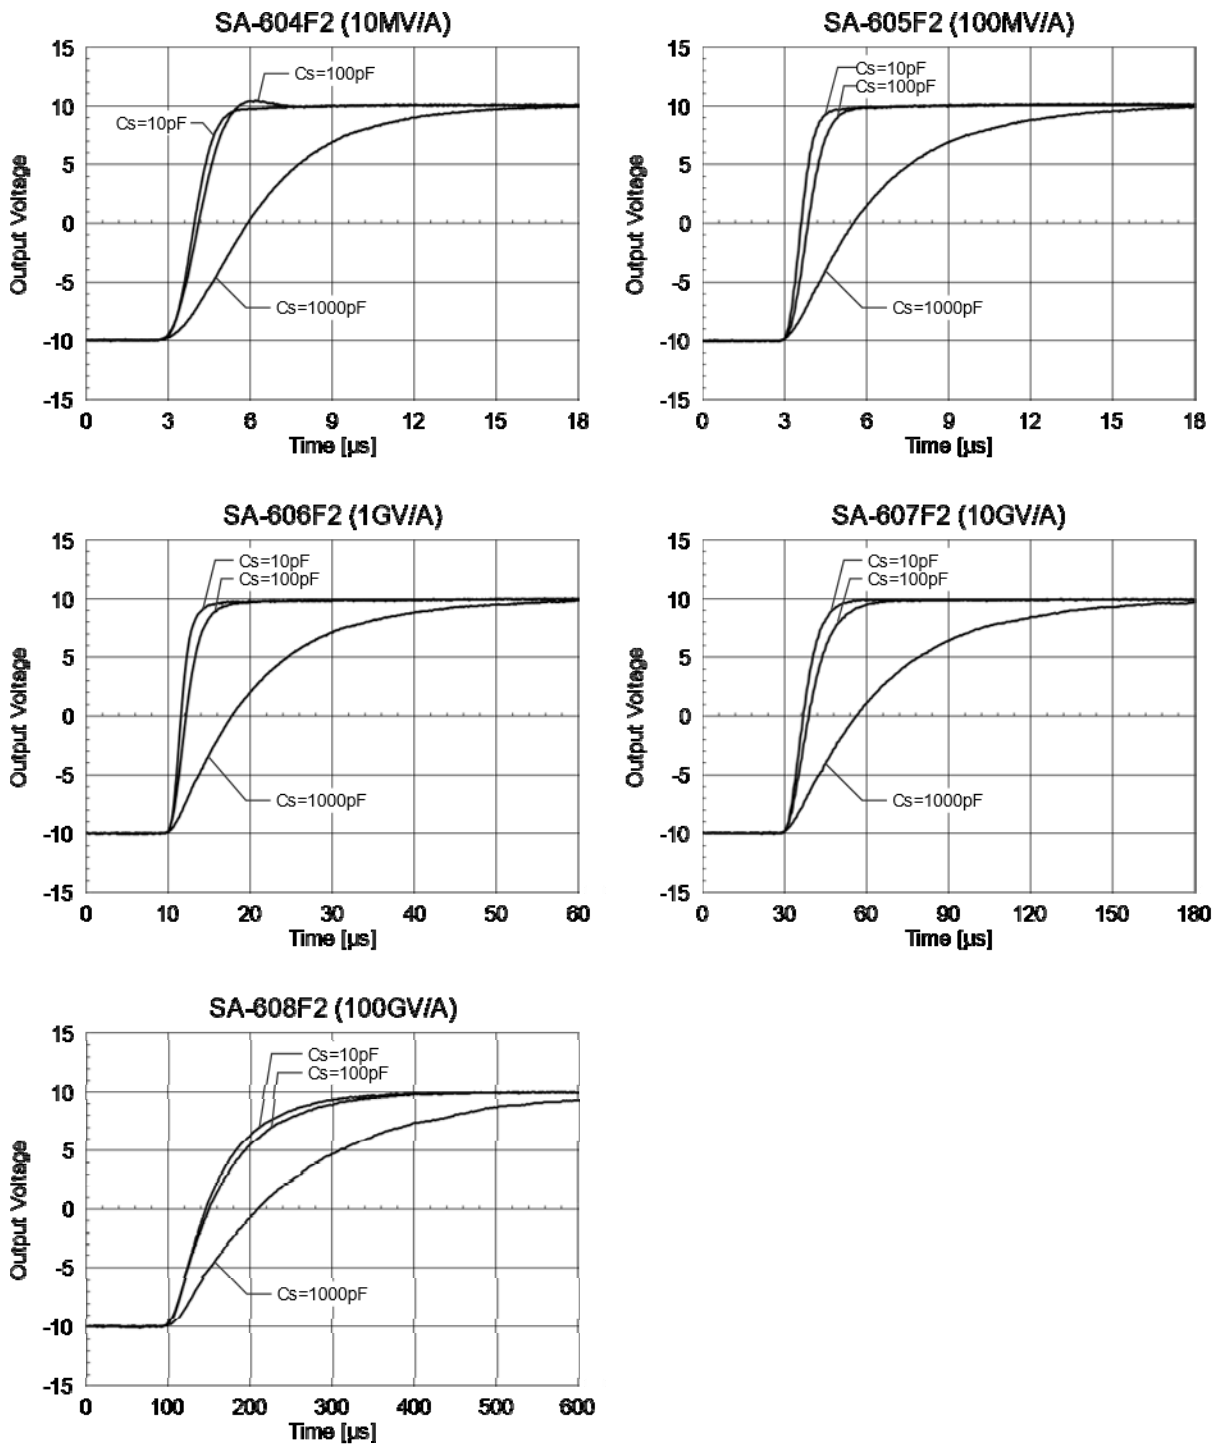 SA-604F2 (10MV/A)
15
10
5
0
-5
-10
-15
Output Voltage
Cs=100pF
Cs=10pF
Cs=1000pF
0 3 6 9 12 15 18
Time [µs]
SA-605F2 (100MV/A)
15
10
5
0
-5
-10
-15
Output Voltage
Cs=10pF
Cs=100pF
Cs=1000pF
0 3 6 9 12 15 18
Time [µs]
SA-606F2 (1GV/A)
15
10
5
0
-5
-10
-15
Output Voltage
Cs=10pF
Cs=100pF
Cs=1000pF
0 10 20 30 40 50 60
Time [µs]
SA-607F2 (10GV/A)
15
10
5
0
-5
-10
-15
Output Voltage
Cs=10pF
Cs=100pF
Cs=1000pF
0 30 60 90 120 150 180
Time [µs]
SA-608F2 (100GV/A)
15
10
5
0
-5
-10
-15
Output Voltage
Cs=10pF
Cs=100pF
Cs=1000pF
0 100 200 300 400 500 600
Time [µs]